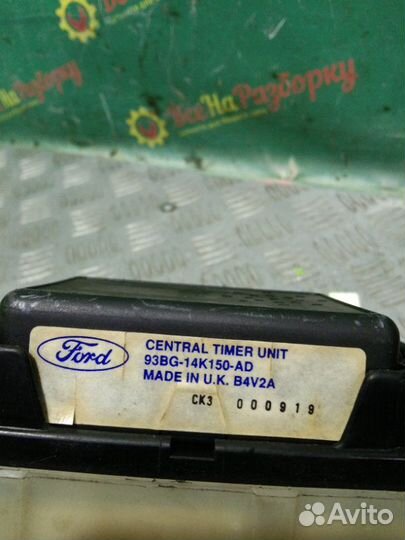 ВсеНаРазборку
Ford
CENTRAL TIMER UNIT
93BG-14K150-AD
MADE IN U.K. B4V2A
CK3 000919
Avito